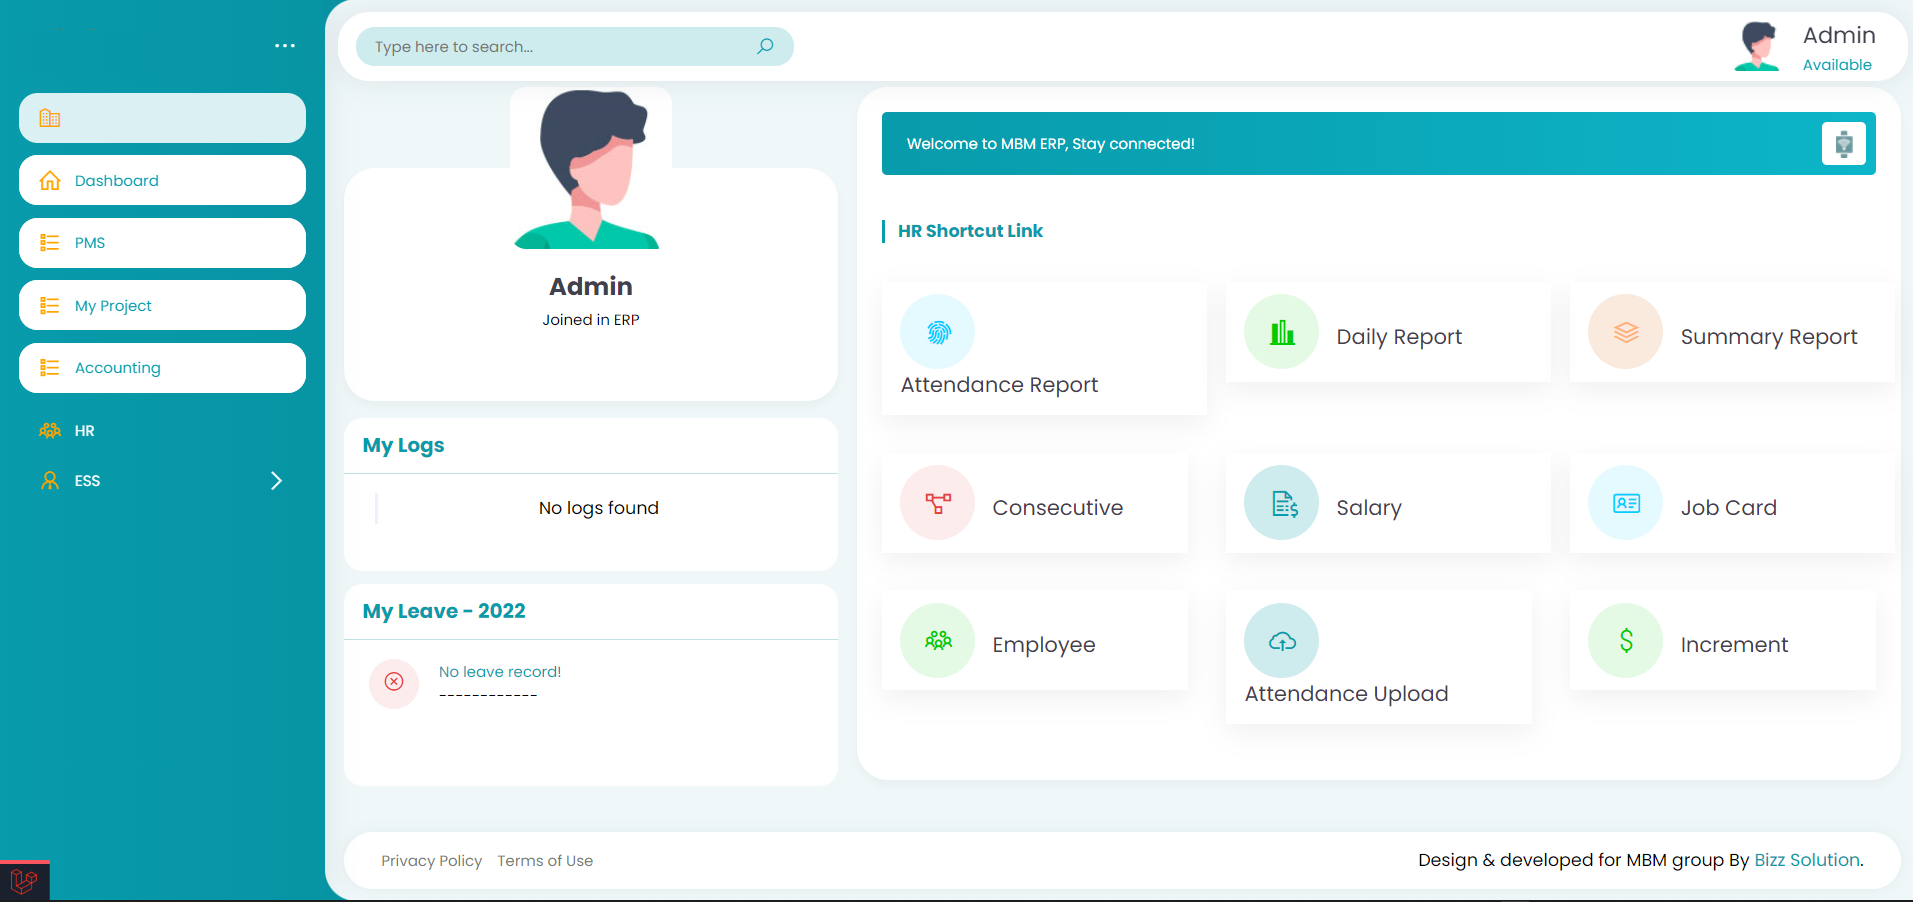 Type here to search...
Admin
Available
Dashboard
PMS
My Project
Accounting
HR
ESS
Admin
Joined in ERP
My Logs
No logs found
My Leave - 2022
No leave record!
------------
Welcome to MBM ERP, Stay connected!
HR Shortcut Link
Attendance Report
Daily Report
Summary Report
Consecutive
Salary
Job Card
Employee
Attendance Upload
Increment
Privacy Policy Terms of Use
Design & developed for MBM group By Bizz Solution.